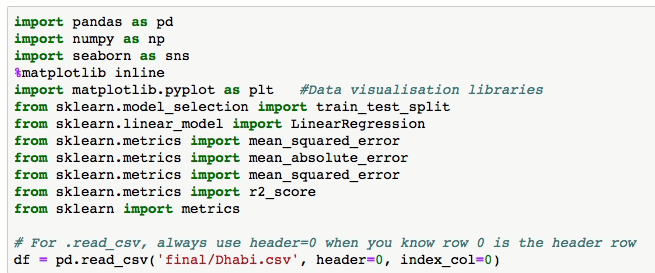 import pandas as pd
import numpy as np
import seaborn as sns
%matplotlib inline
import matplotlib.pyplot as plt   #Data visualisation libraries
from sklearn.model_selection import train_test_split
from sklearn.linear_model import LinearRegression
from sklearn.metrics import mean_squared_error
from sklearn.metrics import mean_absolute_error
from sklearn.metrics import mean_squared_error
from sklearn.metrics import r2_score
from sklearn import metrics

# For .read_csv, always use header=0 when you know row 0 is the header row
df = pd.read_csv('final/Dhabi.csv', header=0, index_col=0)